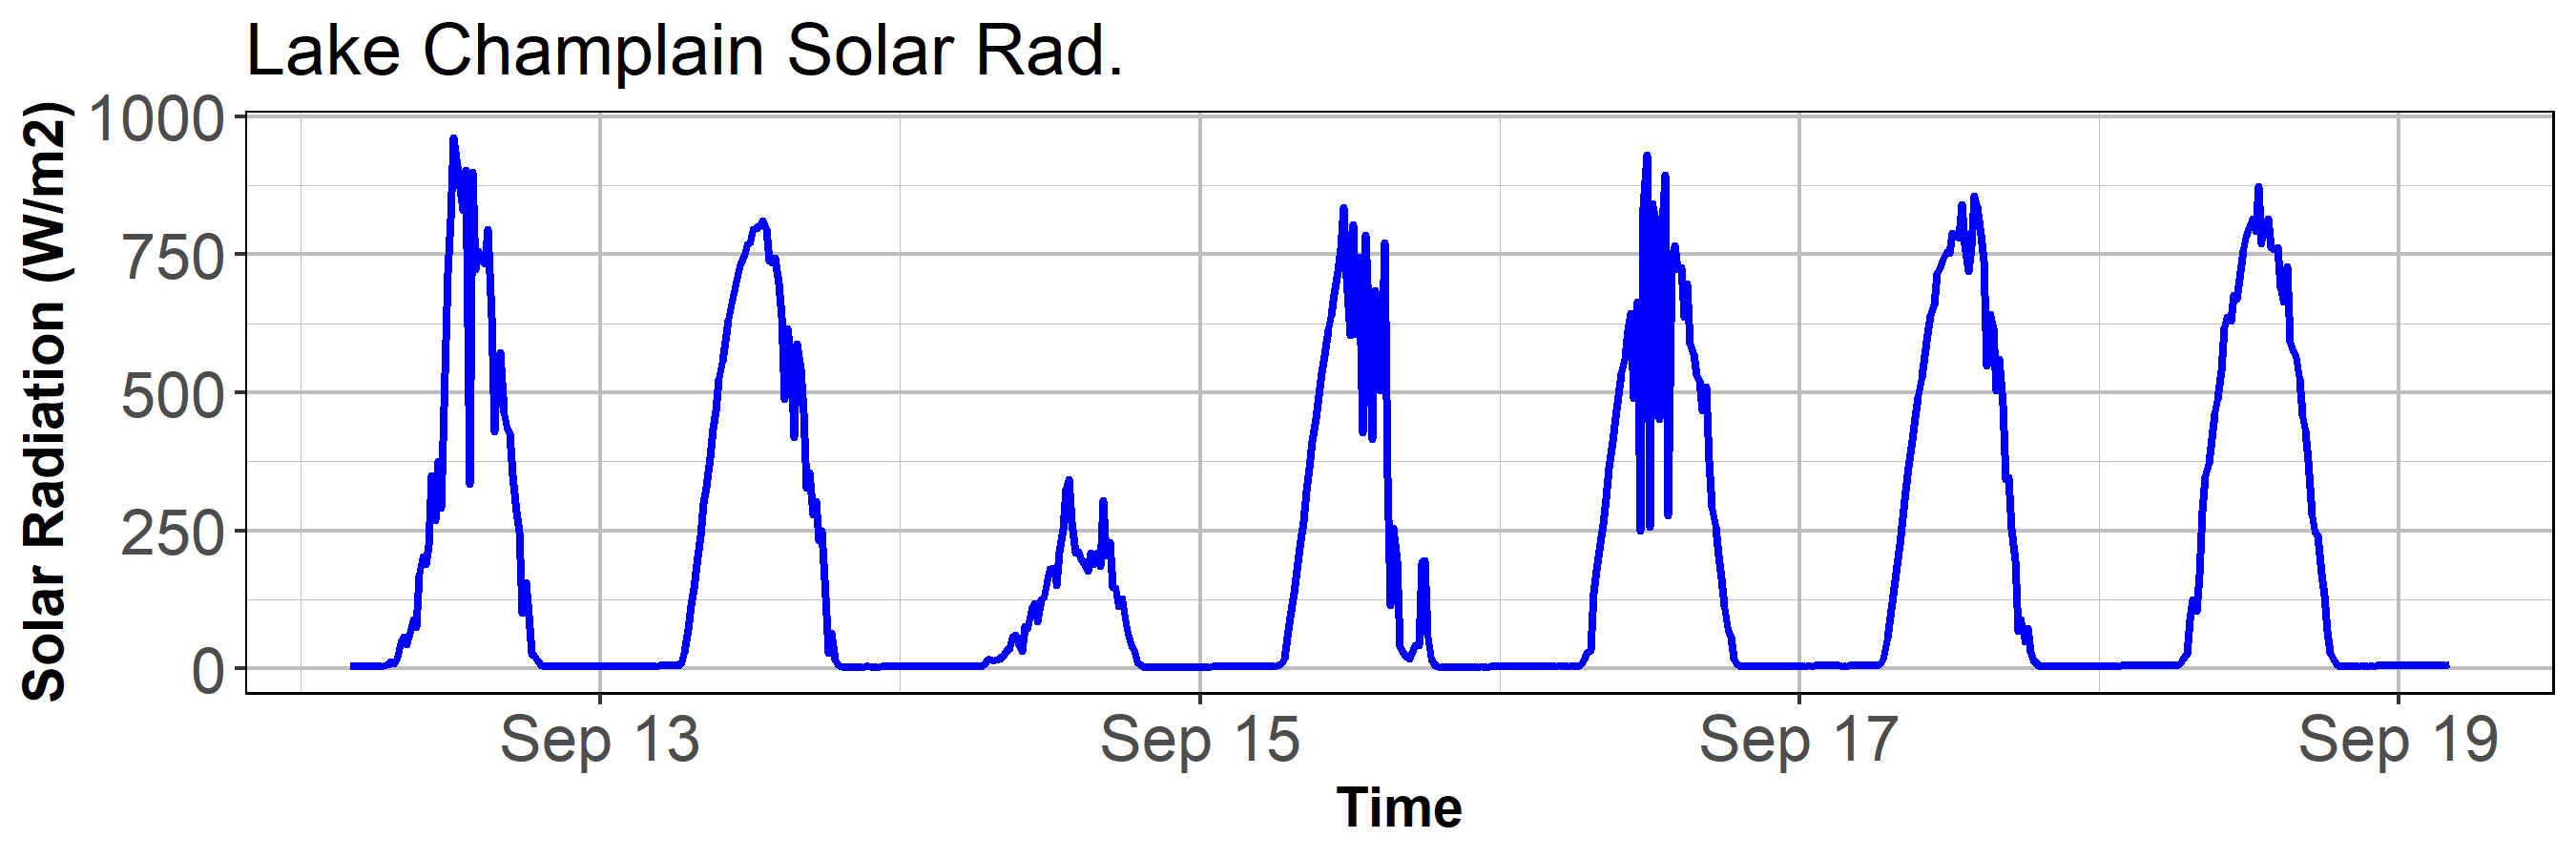 Lake Champlain Solar Rad.
Solar Radiation (W/m2)
1000
750
500
250
0
Sep 13
Sep 15
Sep 17
Sep 19
Time